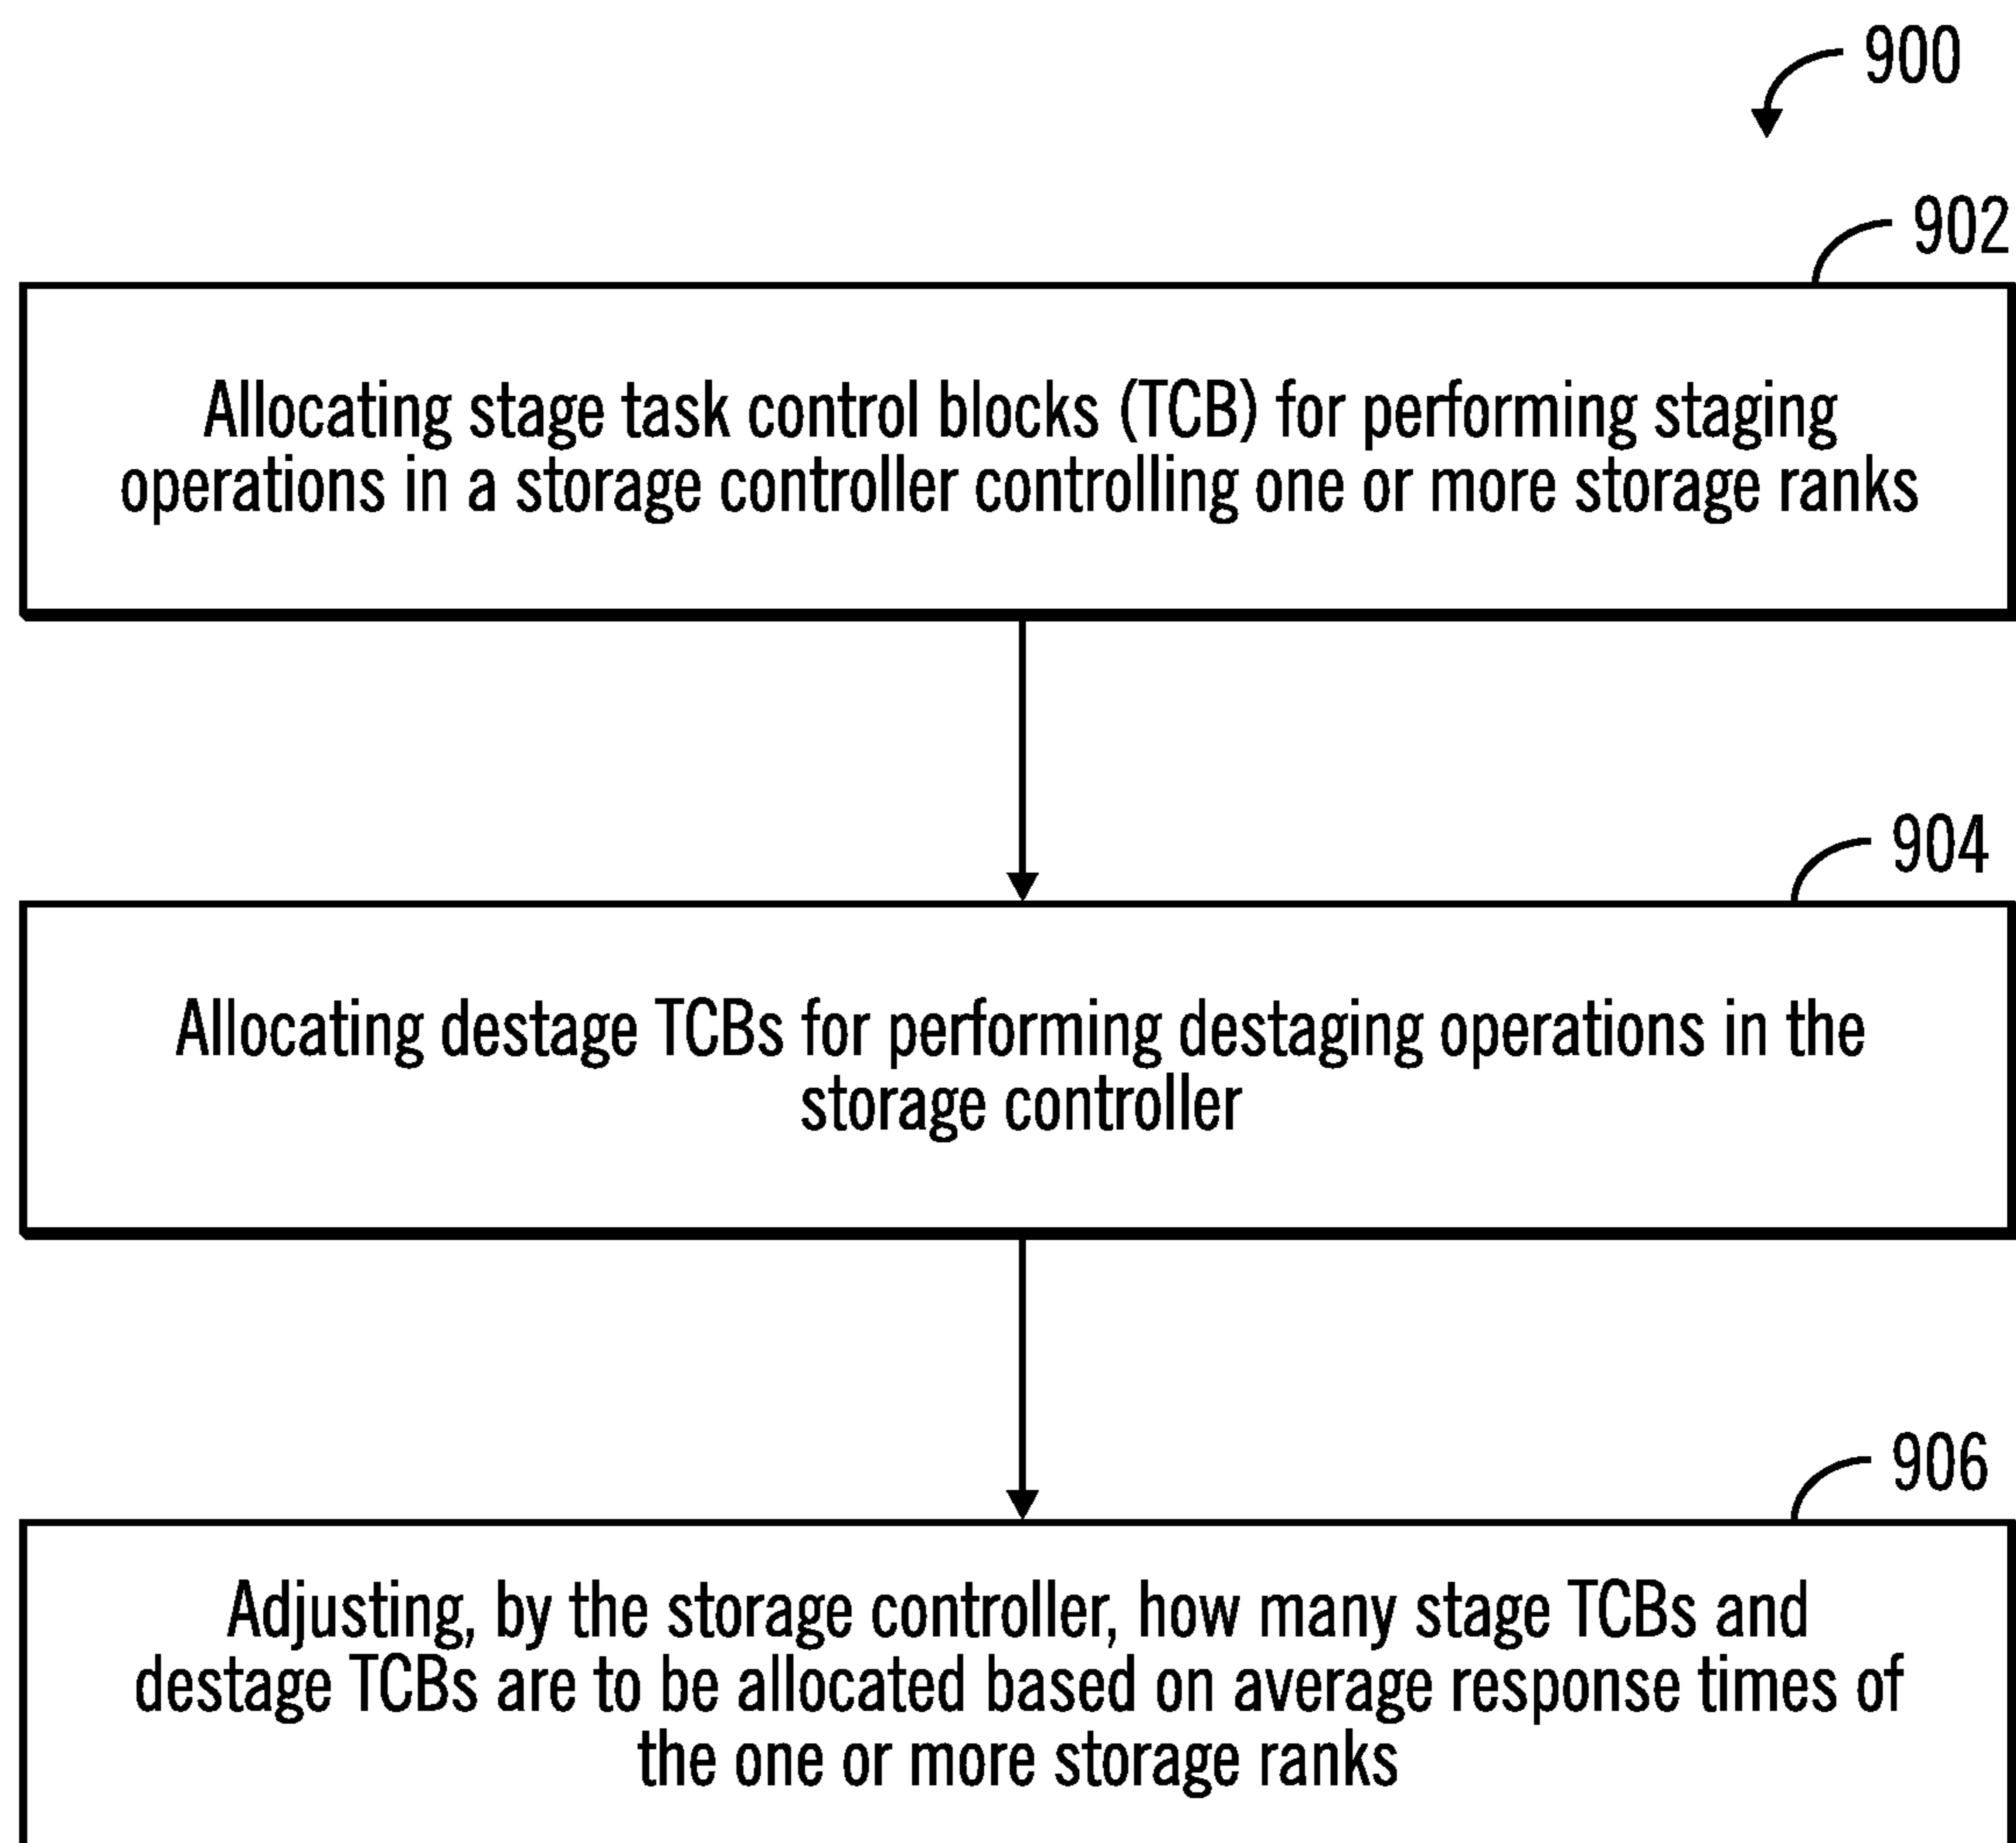 900
902
Allocating stage task control blocks (TCB) for performing staging
operations in a storage controller controlling one or more storage ranks
904
Allocating destage TCBs for performing destaging operations in the
storage controller
906
Adjusting, by the storage controller, how many stage TCBs and
destage TCBs are to be allocated based on average response times of
the one or more storage ranks